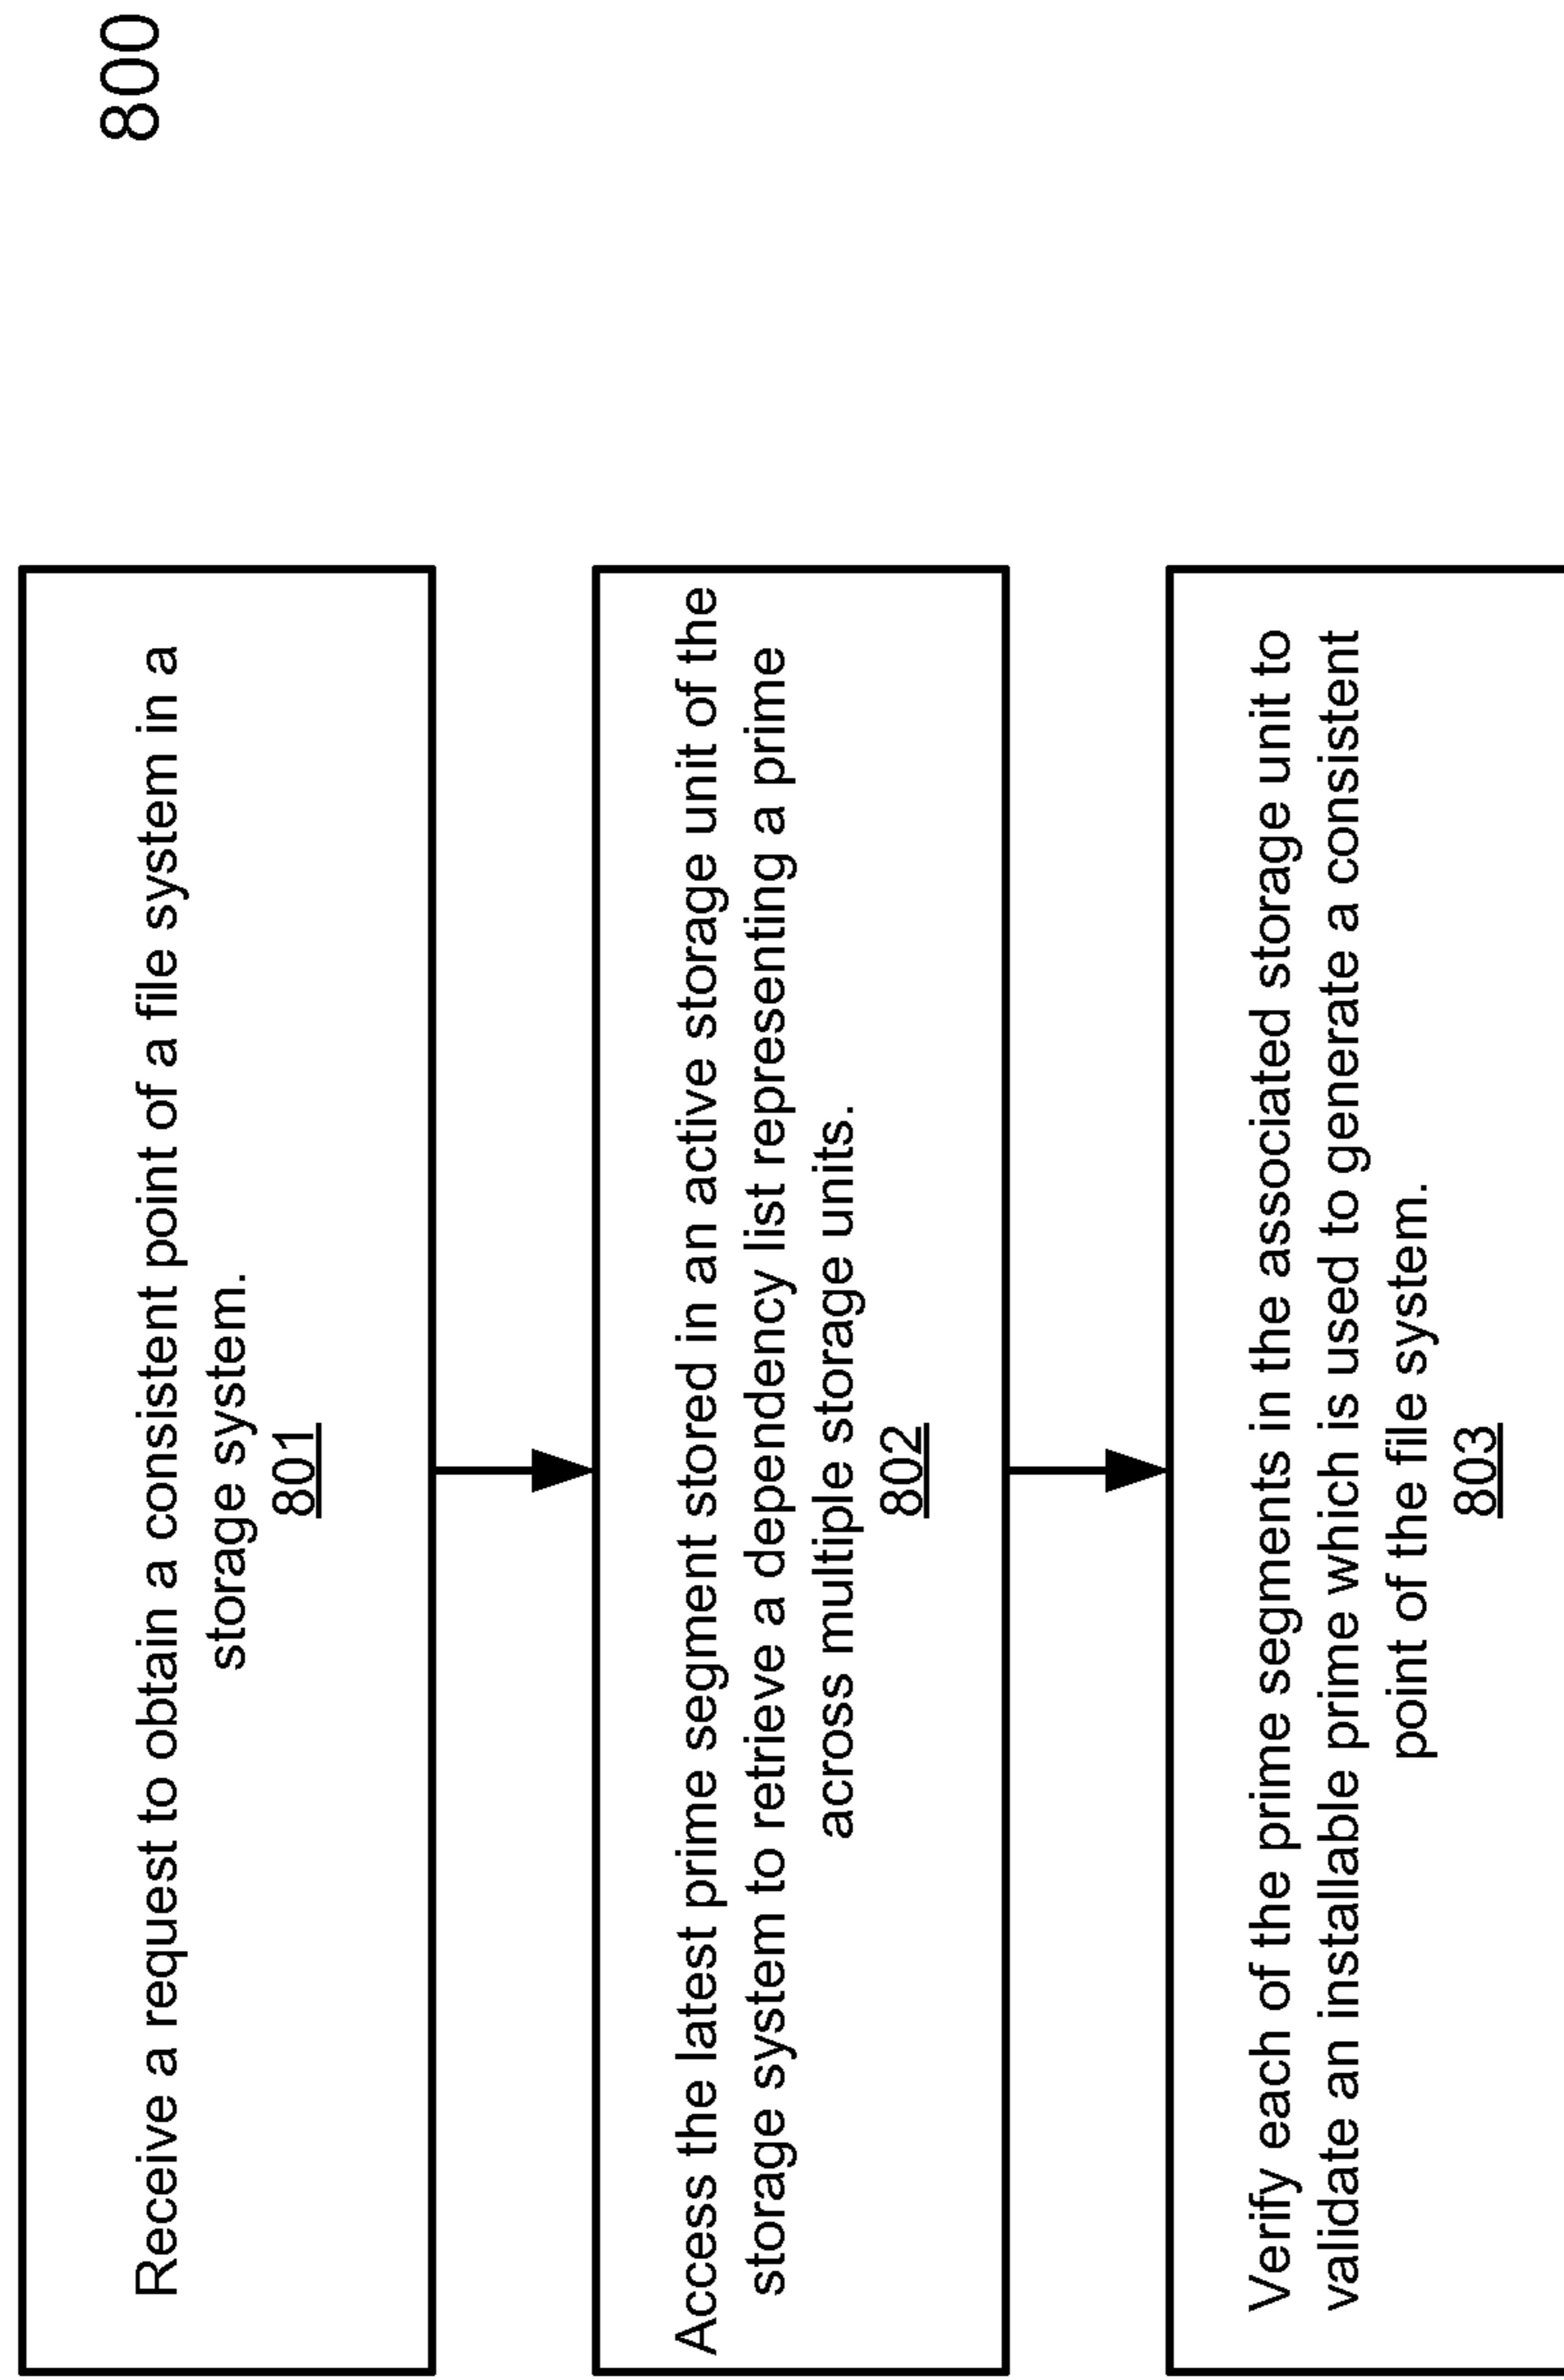 800
Receive a request to obtain a consistent point of a file system in a
storage system.
801
Access the latest prime segment stored in an active storage unit of the
storage system to retrieve a dependency list representing a prime
across multiple storage units.
802
Verify each of the prime segments in the associated storage unit to
validate an installable prime which is used to generate a consistent
point of the file system.
803